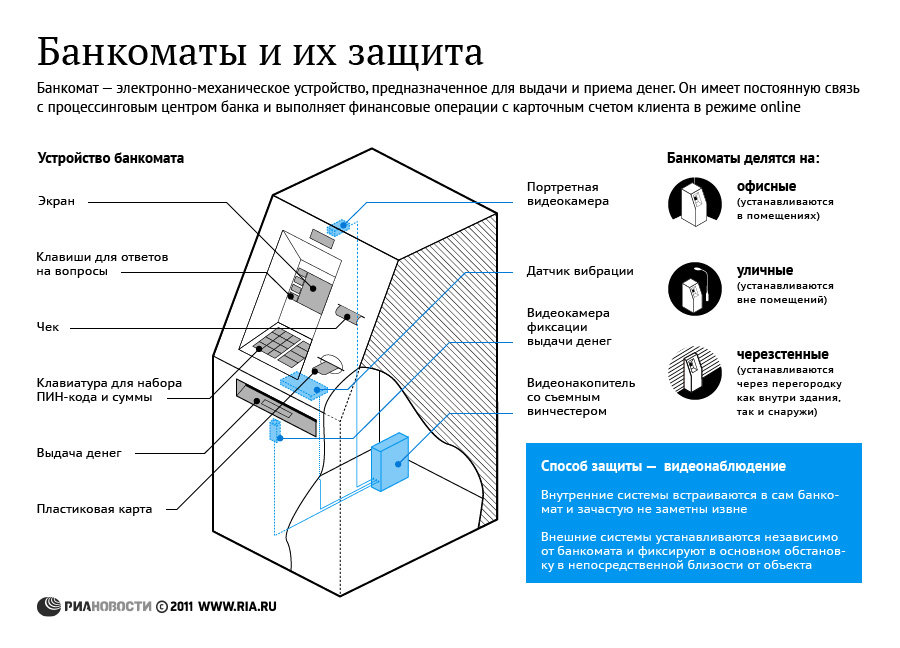 Банкоматы и их защита
Банкомат — электронно-механическое устройство, предназначенное для выдачи и приема денег. Он имеет постоянную связь
с процессинговым центром банка и выполняет финансовые операции с карточным счетом клиента в режиме online
Устройство банкомата
Экран
Клавиши для ответов
на вопросы
Чек
Клавиатура для набора
ПИН-кода и суммы
Выдача денег
Пластиковая карта
Портретная
видеокамера
Датчик вибрации
Видеокамера
фиксации
выдачи денег
Видеонакопитель
со съемным
винчестером
Банкоматы делятся на:
офисные
(устанавливаются
в помещениях)
уличные
(устанавливаются
вне помещений)
черезстенные
(устанавливаются
через перегородку
как внутри здания,
так и снаружи)
Способ защиты — видеонаблюдение
Внутренние системы встраиваются в сам банко-
мат и зачастую не заметны извне
Внешние системы устанавливаются независимо
от банкомата и фиксируют в основном обстанов-
ку в непосредственной близости от объекта
РИАНОВОСТИ © 2011 WWW.RIA.RU